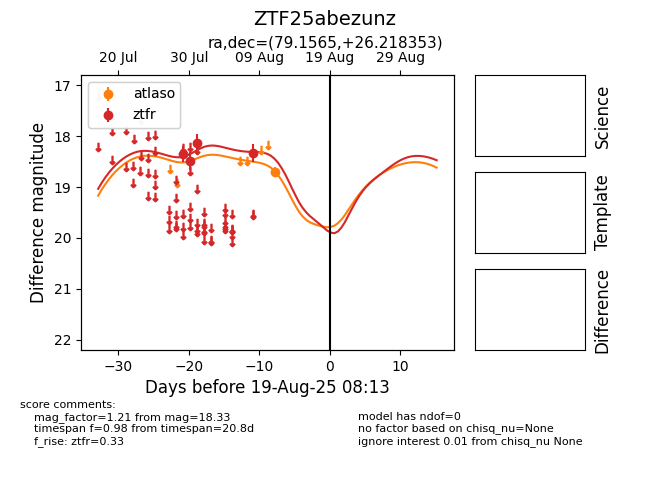 ZTF25abezunz
ra,dec=(79.1565,+26.218353)
20 Jul 30 Jul 09 Aug 19 Aug 29 Aug
17
18
19
20
21
22
Difference magnitude
atlaso
ztfr
−30 −20 −10 0 10
Days before 19-Aug-25 08:13
Science
Template
Difference
score comments:
mag_factor=1.21 from mag=18.33
timespan f=0.98 from timespan=20.8d
f_rise: ztfr=0.33
model has ndof=0
no factor based on chisq_nu=None
ignore interest 0.01 from chisq_nu None